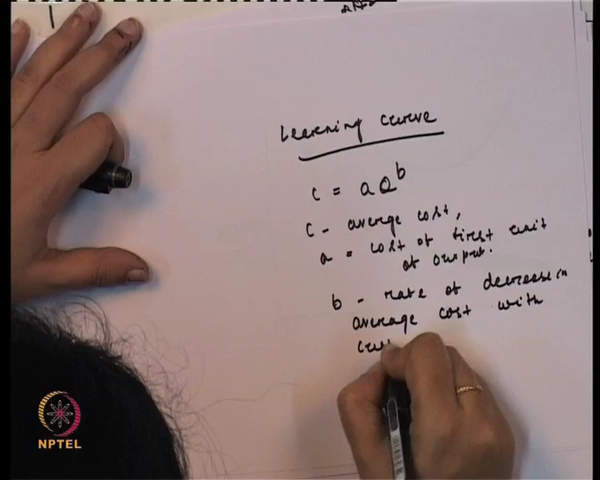 Learning curve
C = aQ^b
C - average cost,
a = cost of first unit
of output.
b - rate of decrease in
average cost with
NPTEL